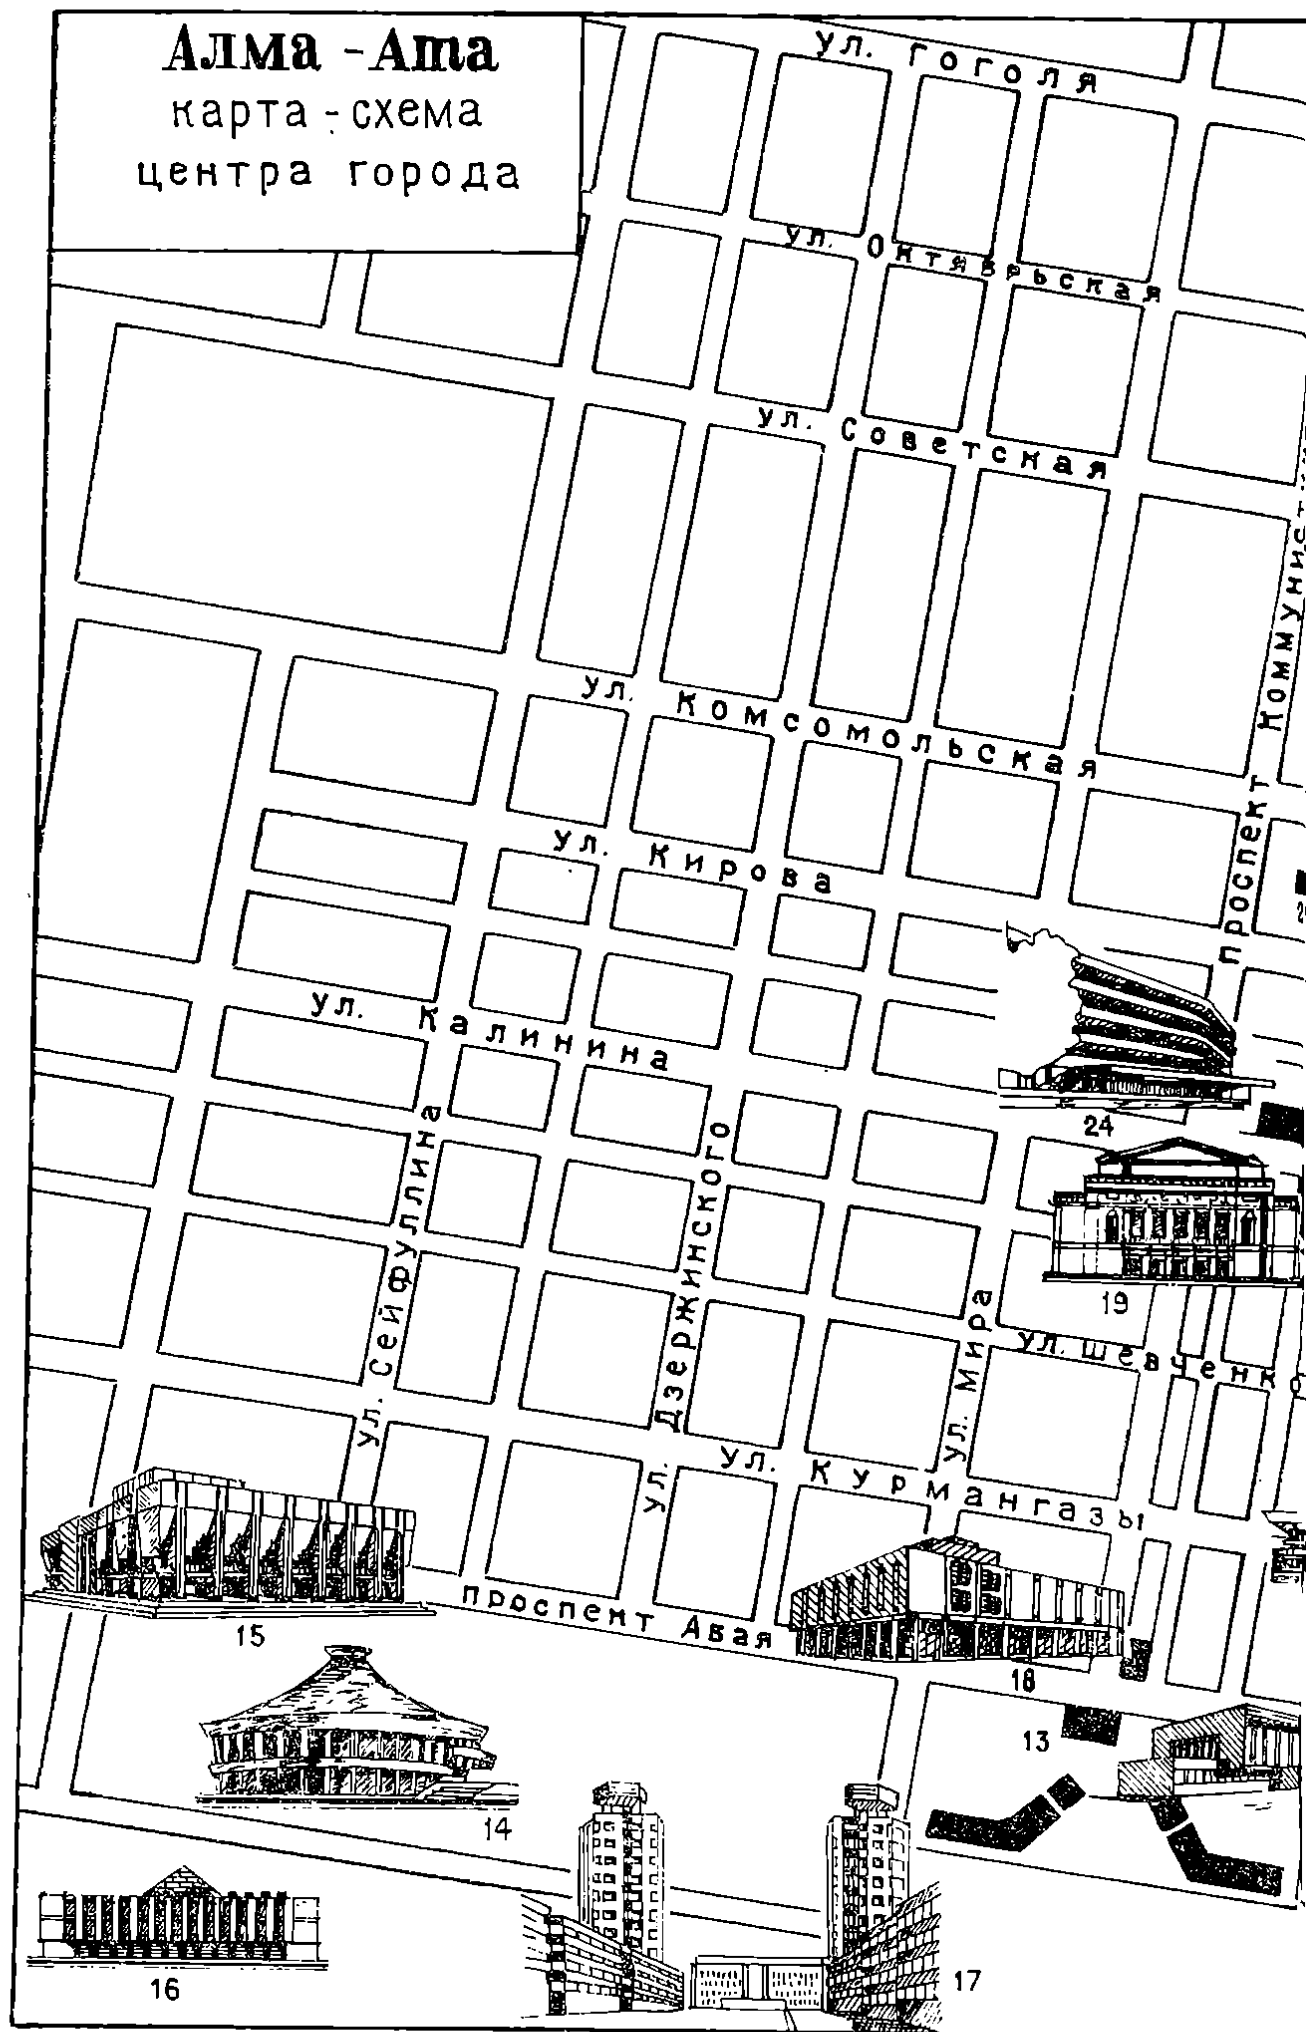 Алма-Ата
карта-схема
центра города
ул. Гоголя
ул. Октябрьская
ул. Советская
проспект Коммунист
ул. Комсомольская
ул. Кирова
ул. Калинина
24
19
ул. Сейфуллина
ул. Дзержинского
ул. Мира
ул. Шевченко
ул. Курмангазы
проспект Абая
15
18
13
14
16
17